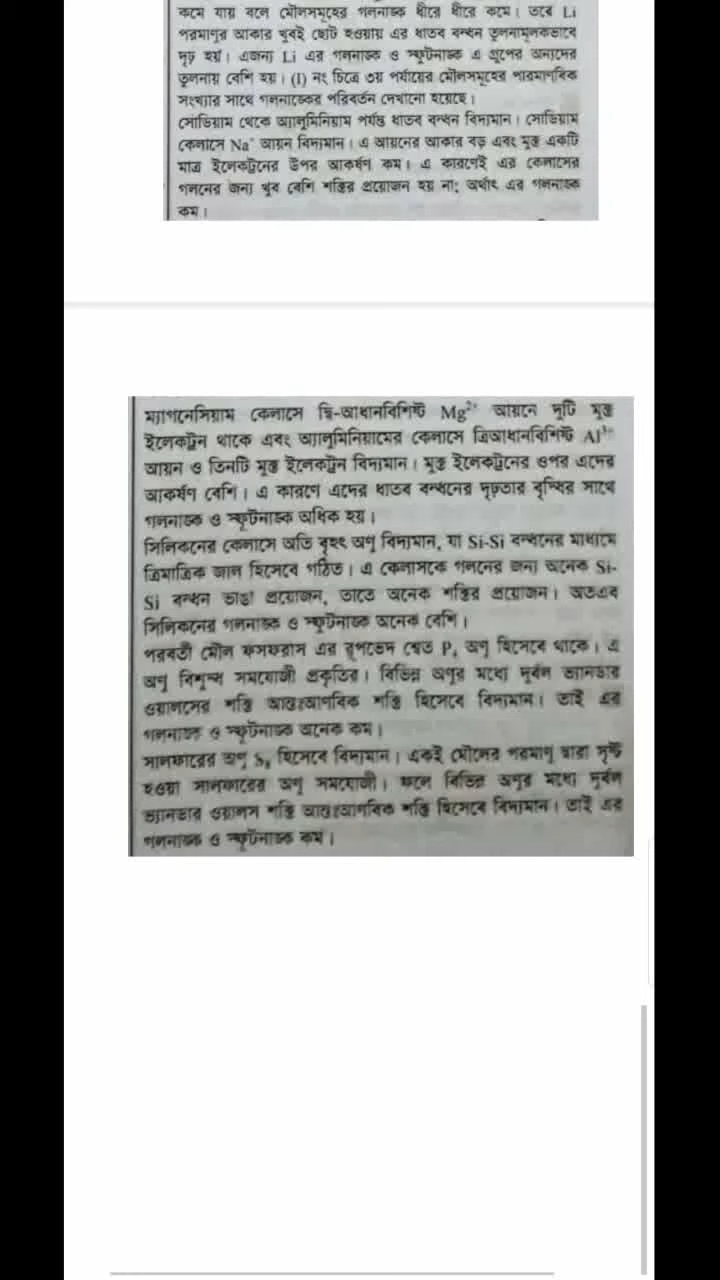 কমে যায় বলে মৌলসমূহের গলনাঙ্ক ধীরে ধীরে কমে। তবে Li
পরমাণুর আকার খুবই ছোট হওয়ায় এর ধাতব বন্ধন তুলনামূলকভাবে
দৃঢ় হয়। এজন্য Li এর গলনাঙ্ক ও স্ফুটনাঙ্ক এ গ্রুপের অন্যদের
তুলনায় বেশি হয়। (I) নং চিত্রে ৩য় পর্যায়ের মৌলসমূহের পারমাণবিক
সংখ্যার সাথে গলনাঙ্কের পরিবর্তন দেখানো হয়েছে।
সোডিয়াম থেকে অ্যালুমিনিয়াম পর্যন্ত ধাতব বন্ধন বিদ্যমান। সোডিয়াম
কেলাসে Na⁺ আয়ন বিদ্যমান। এ আয়নের আকার বড় এবং মুক্ত একটি
মাত্র ইলেকট্রনের উপর আকর্ষণ কম। এ কারণেই এর কেলাসের
গলনের জন্য খুব বেশি শক্তির প্রয়োজন হয় না; অর্থাৎ এর গলনাঙ্ক
কম।
ম্যাগনেসিয়াম কেলাসে দ্বি-আধানবিশিষ্ট Mg²⁺ আয়নে দুটি মুক্ত
ইলেকট্রন থাকে এবং অ্যালুমিনিয়ামের কেলাসে ত্রিআধানবিশিষ্ট Al³⁺
আয়ন ও তিনটি মুক্ত ইলেকট্রন বিদ্যমান। মুক্ত ইলেকট্রনের ওপর এদের
আকর্ষণ বেশি। এ কারণে এদের ধাতব বন্ধনের দৃঢ়তার বৃদ্ধির সাথে
গলনাঙ্ক ও স্ফুটনাঙ্ক অধিক হয়।
সিলিকনের কেলাসে অতি বৃহৎ অণু বিদ্যমান, যা Si-Si বন্ধনের মাধ্যমে
ত্রিমাত্রিক জাল হিসেবে গঠিত। এ কেলাসকে গলনের জন্য অনেক Si-
Si বন্ধন ভাঙা প্রয়োজন, তাতে অনেক শক্তির প্রয়োজন। অতএব
সিলিকনের গলনাঙ্ক ও স্ফুটনাঙ্ক অনেক বেশি।
পরবর্তী মৌল ফসফরাস এর রূপভেদ শ্বেত P₄ অণু হিসেবে থাকে। এ
অণু বিশুদ্ধ সমযোজী প্রকৃতির। বিভিন্ন অণুর মধ্যে দুর্বল ভ্যানডার
ওয়ালসের শক্তি আন্তঃআণবিক শক্তি হিসেবে বিদ্যমান। তাই এর
গলনাঙ্ক ও স্ফুটনাঙ্ক অনেক কম।
সালফারের অণু S₈ হিসেবে বিদ্যমান। একই মৌলের পরমাণু দ্বারা সৃষ্ট
হওয়া সালফারের অণু সমযোজী। ফলে বিভিন্ন অণুর মধ্যে দুর্বল
ভ্যানডার ওয়ালস শক্তি আন্তঃআণবিক শক্তি হিসেবে বিদ্যমান। তাই এর
গলনাঙ্ক ও স্ফুটনাঙ্ক কম।